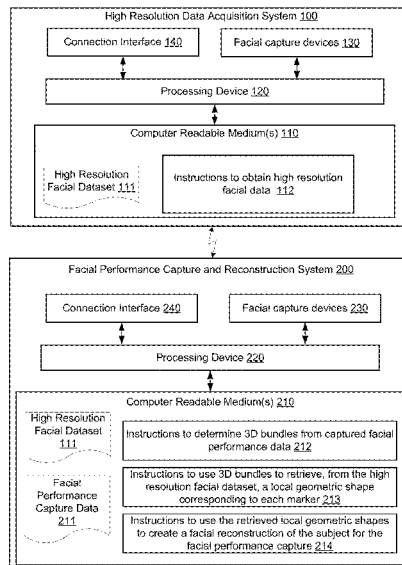 High Resolution Data Acquisition System 100
Connection Interface 140
Facial capture devices 130
Processing Device 120
Computer Readable Medium(s) 110
High Resolution
Facial Dataset 111
Instructions to obtain high resolution
facial data 112
Facial Performance Capture and Reconstruction System 200
Connection Interface 240
Facial capture devices 230
Processing Device 220
Computer Readable Medium(s) 210
High Resolution
Facial Dataset
111
Instructions to determine 3D bundles from captured facial
performance data 212
Facial
Performance
Capture Data
211
Instructions to use 3D bundles to retrieve, from the high
resolution facial dataset, a local geometric shape
corresponding to each marker 213
Instructions to use the retrieved local geometric shapes
to create a facial reconstruction of the subject for the
facial performance capture 214